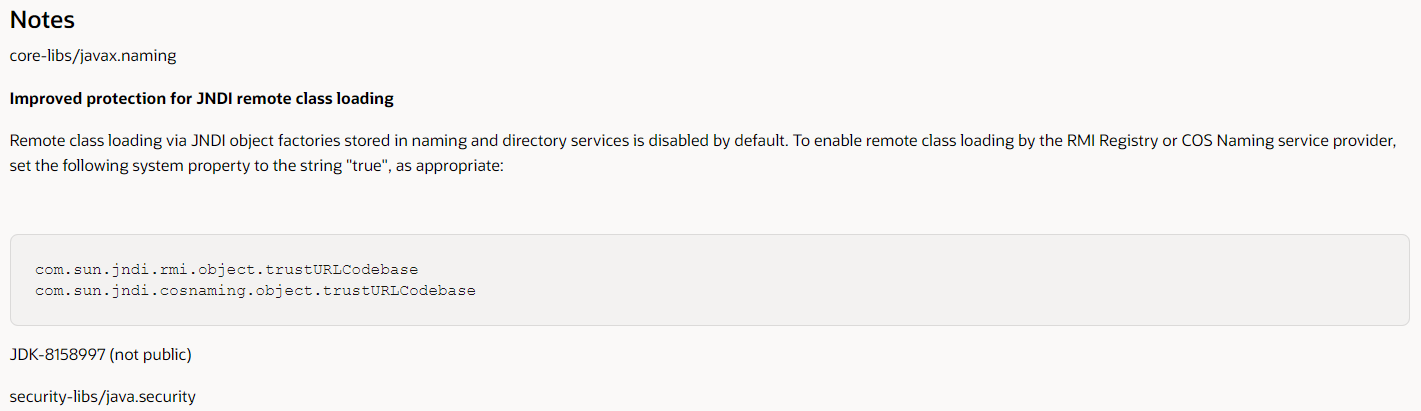 Notes
core-libs/javax.naming
Improved protection for JNDI remote class loading
Remote class loading via JNDI object factories stored in naming and directory services is disabled by default. To enable remote class loading by the RMI Registry or COS Naming service provider,
set the following system property to the string "true", as appropriate:
com.sun.jndi.rmi.object.trustURLCodebase
com.sun.jndi.cosnaming.object.trustURLCodebase
JDK-8158997 (not public)
security-libs/java.security